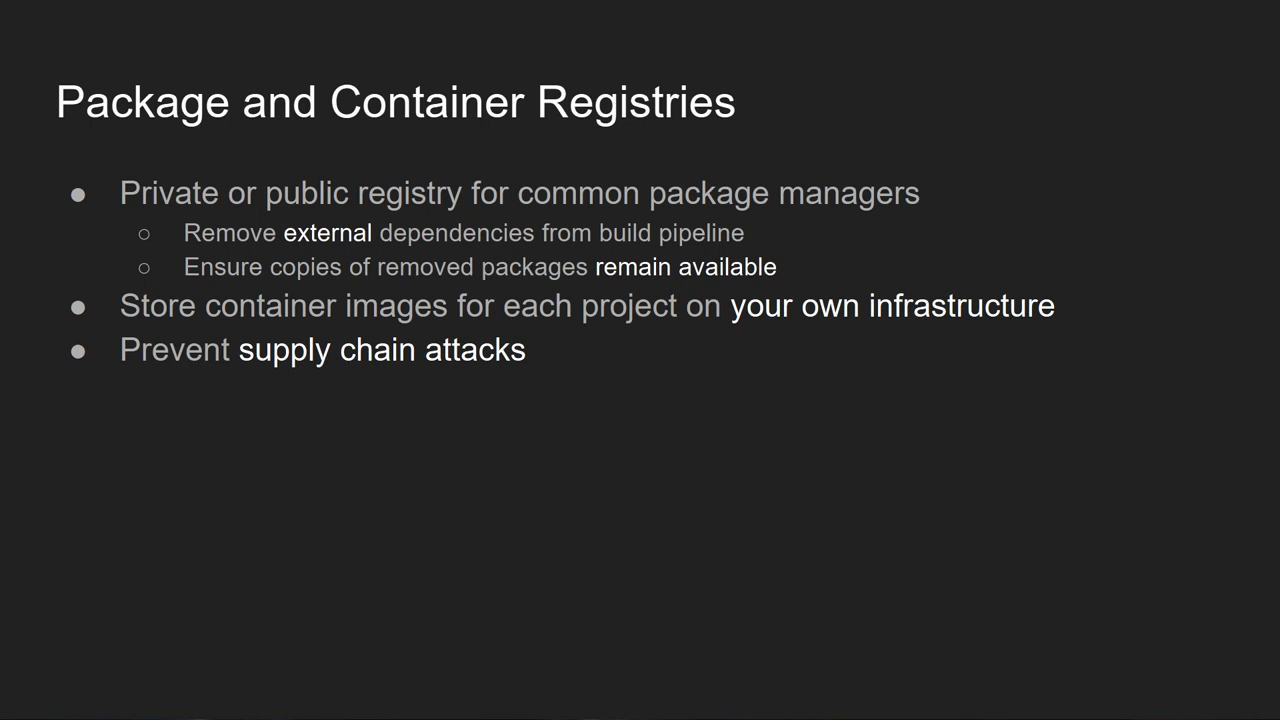 Package and Container Registries
● Private or public registry for common package managers
○ Remove external dependencies from build pipeline
○ Ensure copies of removed packages remain available
● Store container images for each project on your own infrastructure
● Prevent supply chain attacks